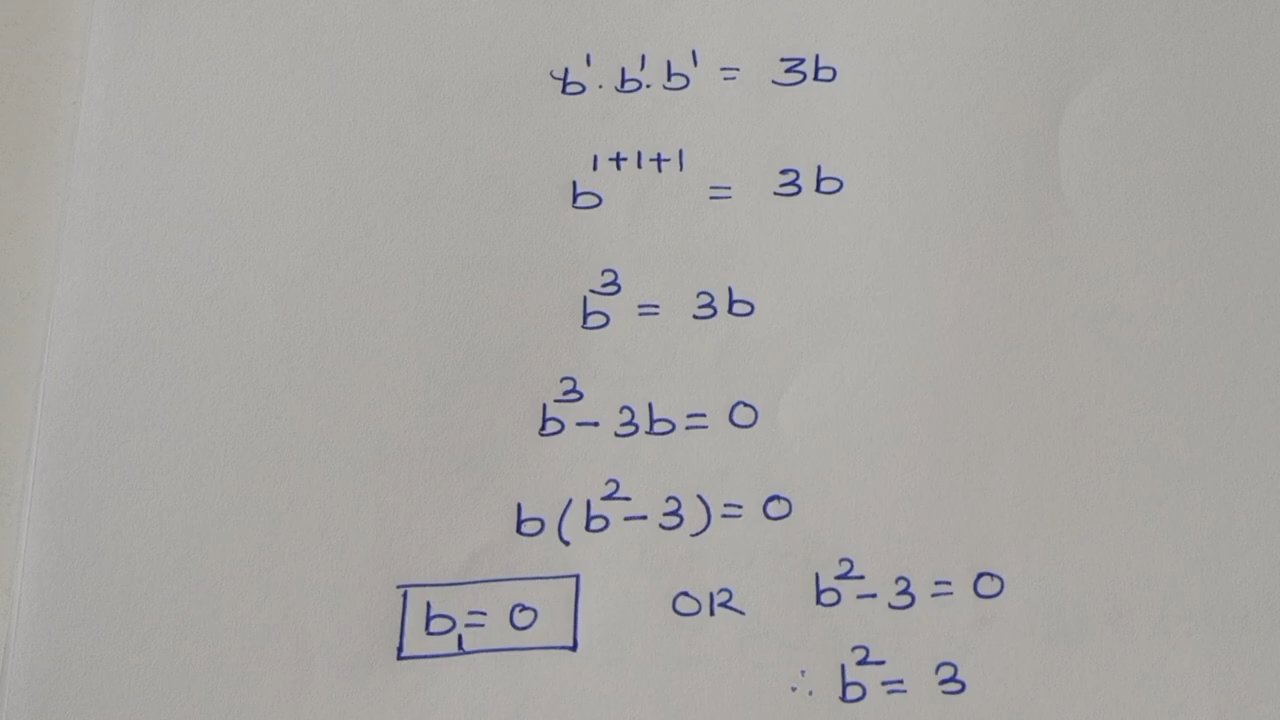 b¹. b¹. b¹ = 3b
b¹⁺¹⁺¹ = 3b
b³ = 3b
b³ - 3b = 0
b(b² - 3) = 0
b₁ = 0 OR b² - 3 = 0
∴ b² = 3